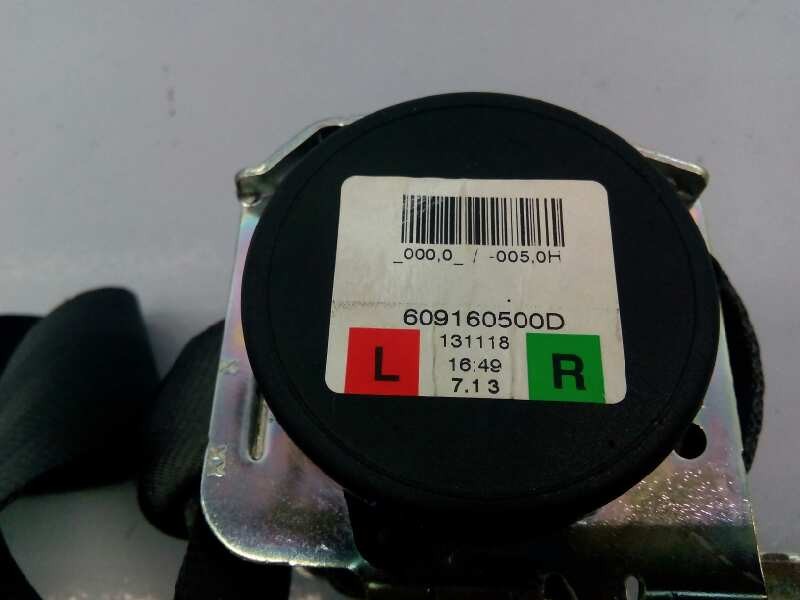 _000,0_ / -005,0H
609160500D
131118
L 16:49 R
7.13